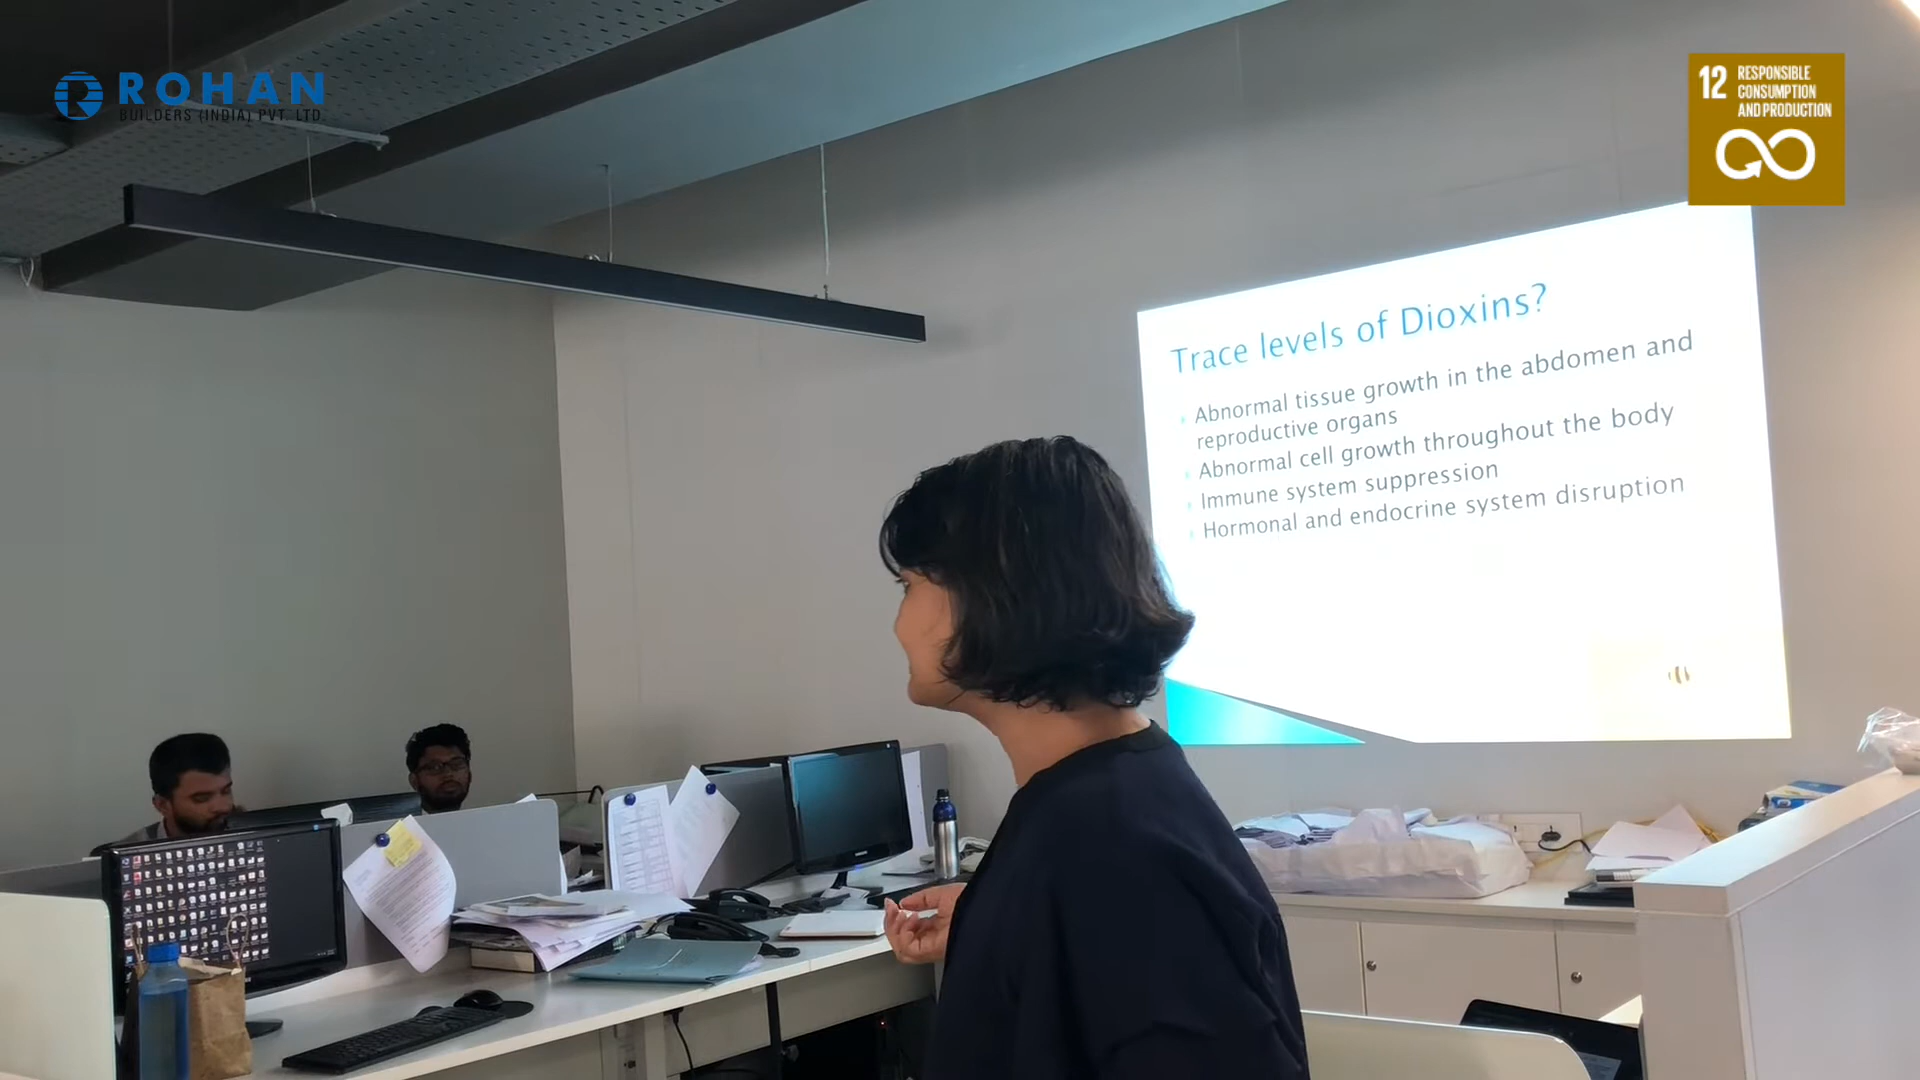 ROHAN
BUILDERS (INDIA) PVT. LTD.
12 RESPONSIBLE
CONSUMPTION
AND PRODUCTION
Trace levels of Dioxins?
Abnormal tissue growth in the abdomen and
reproductive organs
Abnormal cell growth throughout the body
Immune system suppression
Hormonal and endocrine system disruption